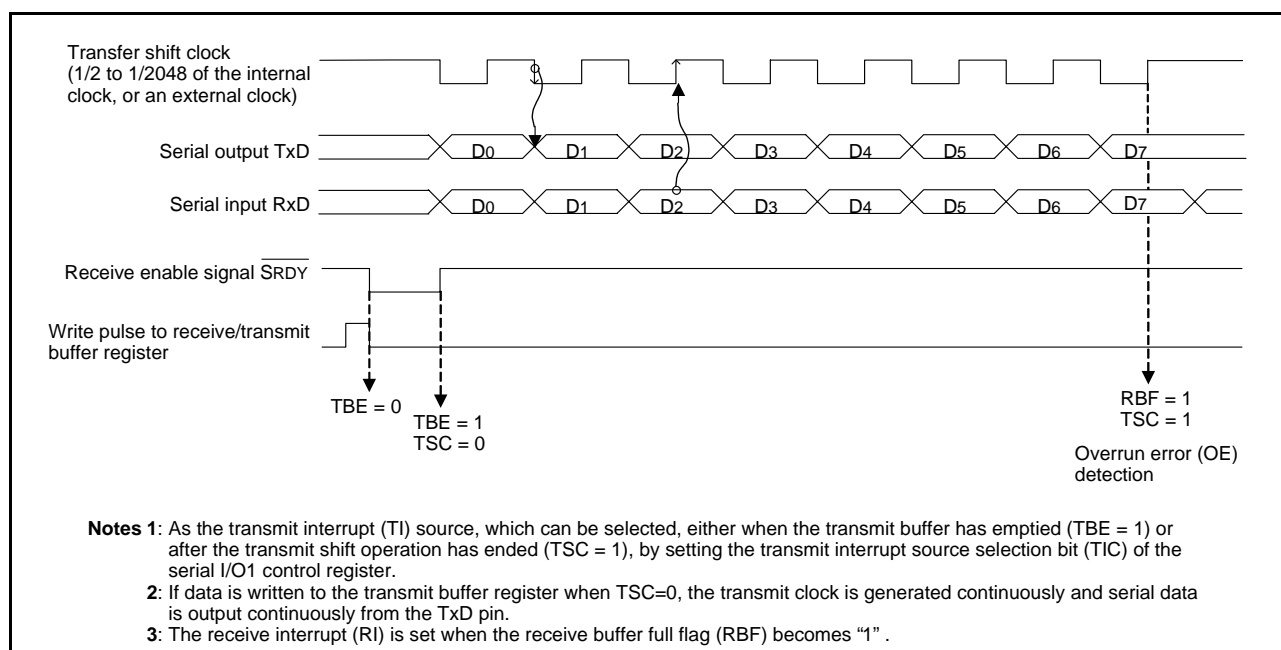 Transfer shift clock
(1/2 to 1/2048 of the internal
clock, or an external clock)
Serial output TxD
D0 D1 D2 D3 D4 D5 D6 D7
Serial input RxD
D0 D1 D2 D3 D4 D5 D6 D7
Receive enable signal SRDY
Write pulse to receive/transmit
buffer register
TBE = 0
TBE = 1
TSC = 0
RBF = 1
TSC = 1
Overrun error (OE)
detection
Notes 1: As the transmit interrupt (TI) source, which can be selected, either when the transmit buffer has emptied (TBE = 1) or
after the transmit shift operation has ended (TSC = 1), by setting the transmit interrupt source selection bit (TIC) of the
serial I/O1 control register.
2: If data is written to the transmit buffer register when TSC=0, the transmit clock is generated continuously and serial data
is output continuously from the TxD pin.
3: The receive interrupt (RI) is set when the receive buffer full flag (RBF) becomes “1” .